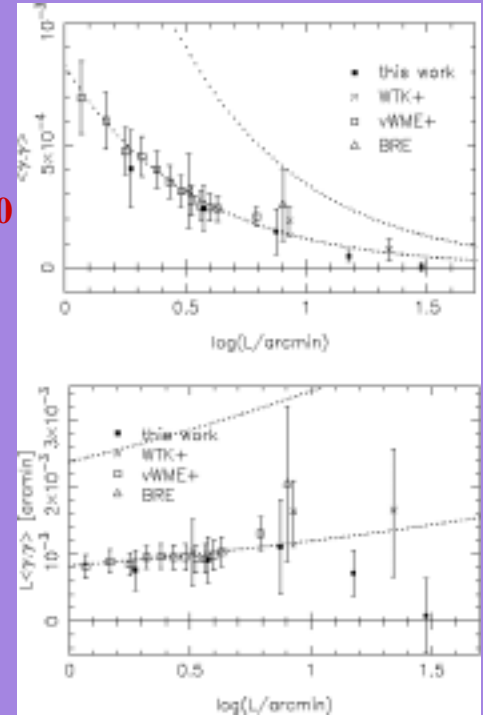 10⁻³
this work
WTK+
vWME+
BRE
5×10⁻⁴
<γ.γ>
0
0
0 0.5 1 1.5
log(L/arcmin)
3×10⁻³
this work
WTK+
vWME+
BRE
2×10⁻³
L<γ.γ> [arcmin]
10⁻³
0
0 0.5 1 1.5
log(L/arcmin)